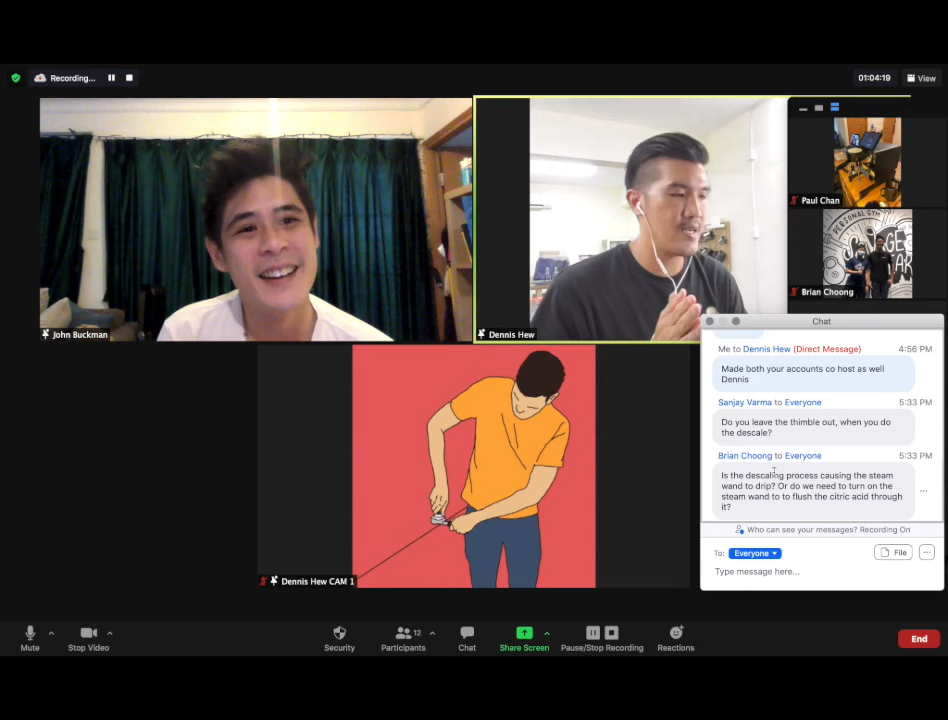 Recording...
01:04:19
View
John Buckman
Dennis Hew
Paul Chan
PERSONAL GYM
Brian Choong
Dennis Hew CAM 1
Chat
Me to Dennis Hew (Direct Message) 4:56 PM
Made both your accounts co host as well
Dennis
Sanjay Varma to Everyone 5:33 PM
Do you leave the thimble out, when you do
the descale?
Brian Choong to Everyone 5:33 PM
Is the descaling process causing the steam
wand to drip? Or do we need to turn on the
steam wand to to flush the citric acid through
it?
Who can see your messages? Recording On
To: Everyone
File
Type message here...
Mute
Stop Video
Security
Participants 12
Chat
Share Screen
Pause/Stop Recording
Reactions
End